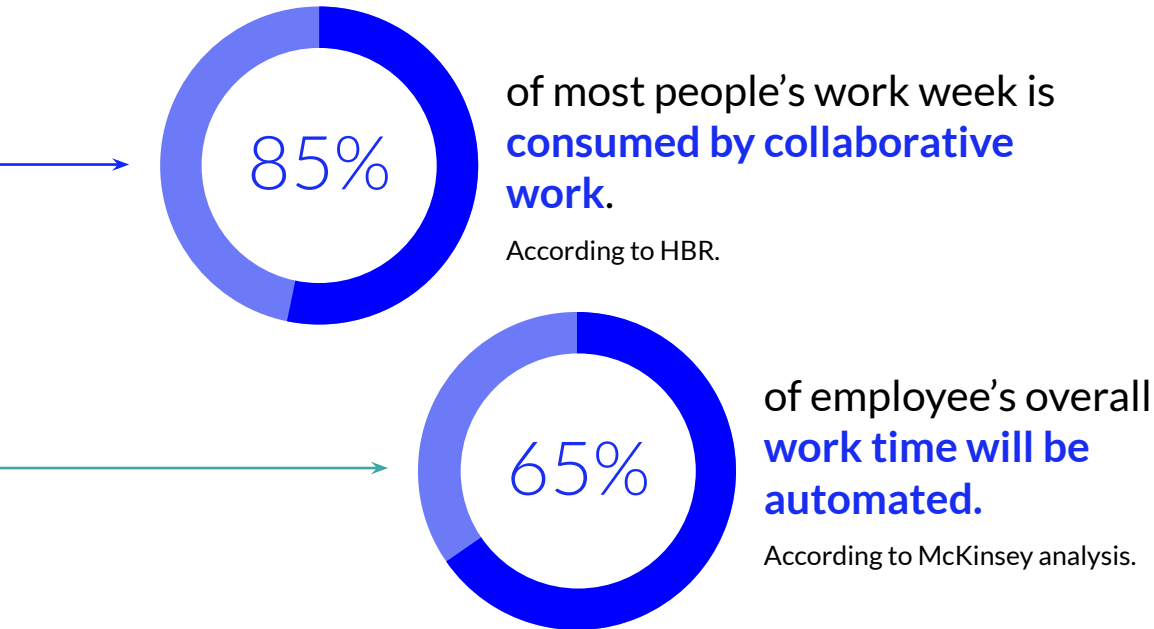 85%
of most people’s work week is
consumed by collaborative
work.
According to HBR.
65%
of employee’s overall
work time will be
automated.
According to McKinsey analysis.